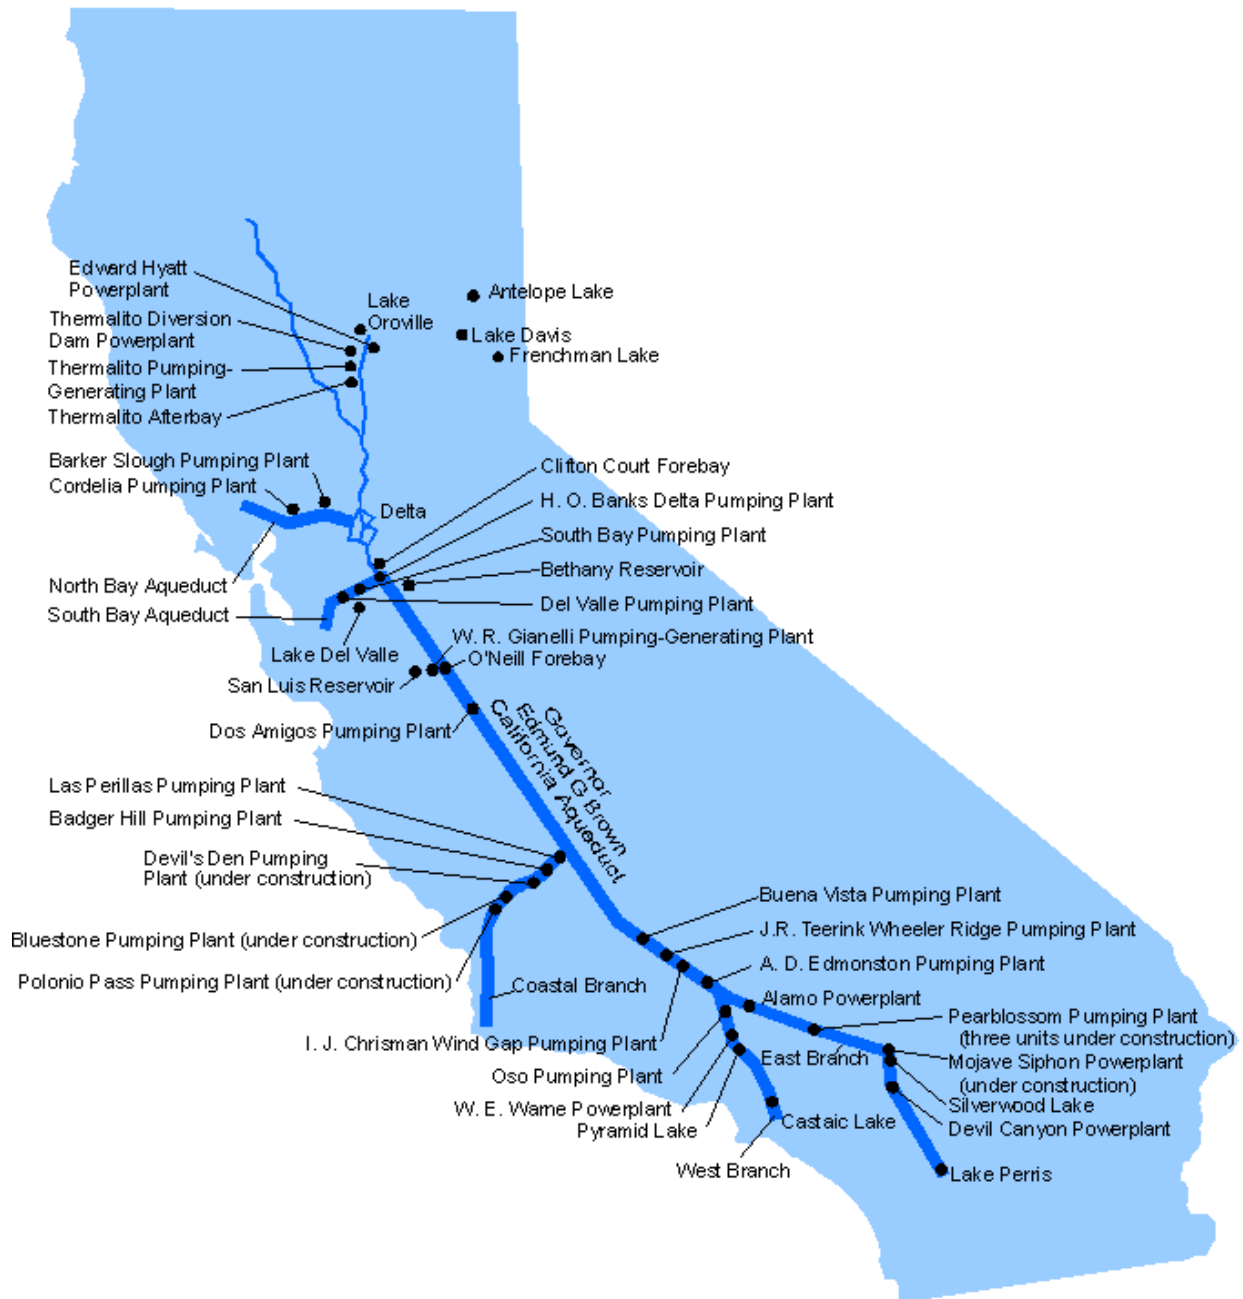 Edward Hyatt
Powerplant
Lake
Oroville
Antelope Lake
Thermalito Diversion
Dam Powerplant
Lake Davis
Frenchman Lake
Thermalito Pumping-
Generating Plant
Thermalito Afterbay
Barker Slough Pumping Plant
Cordelia Pumping Plant
Clifton Court Forebay
H. O. Banks Delta Pumping Plant
Delta
South Bay Pumping Plant
Bethany Reservoir
North Bay Aqueduct
Del Valle Pumping Plant
South Bay Aqueduct
W. R. Gianelli Pumping-Generating Plant
Lake Del Valle
O'Neill Forebay
San Luis Reservoir
Dos Amigos Pumping Plant
Governor
Edmund G Brown
California Aqueduct
Las Perillas Pumping Plant
Badger Hill Pumping Plant
Devil's Den Pumping
Plant (under construction)
Buena Vista Pumping Plant
J.R. Teerink Wheeler Ridge Pumping Plant
Bluestone Pumping Plant (under construction)
A. D. Edmonston Pumping Plant
Polonio Pass Pumping Plant (under construction)
Coastal Branch
Alamo Powerplant
Pearblossom Pumping Plant
(three units under construction)
I. J. Chrisman Wind Gap Pumping Plant
East Branch
Mojave Siphon Powerplant
(under construction)
Oso Pumping Plant
Silverwood Lake
W. E. Warne Powerplant
Castaic Lake
Devil Canyon Powerplant
Pyramid Lake
West Branch
Lake Perris